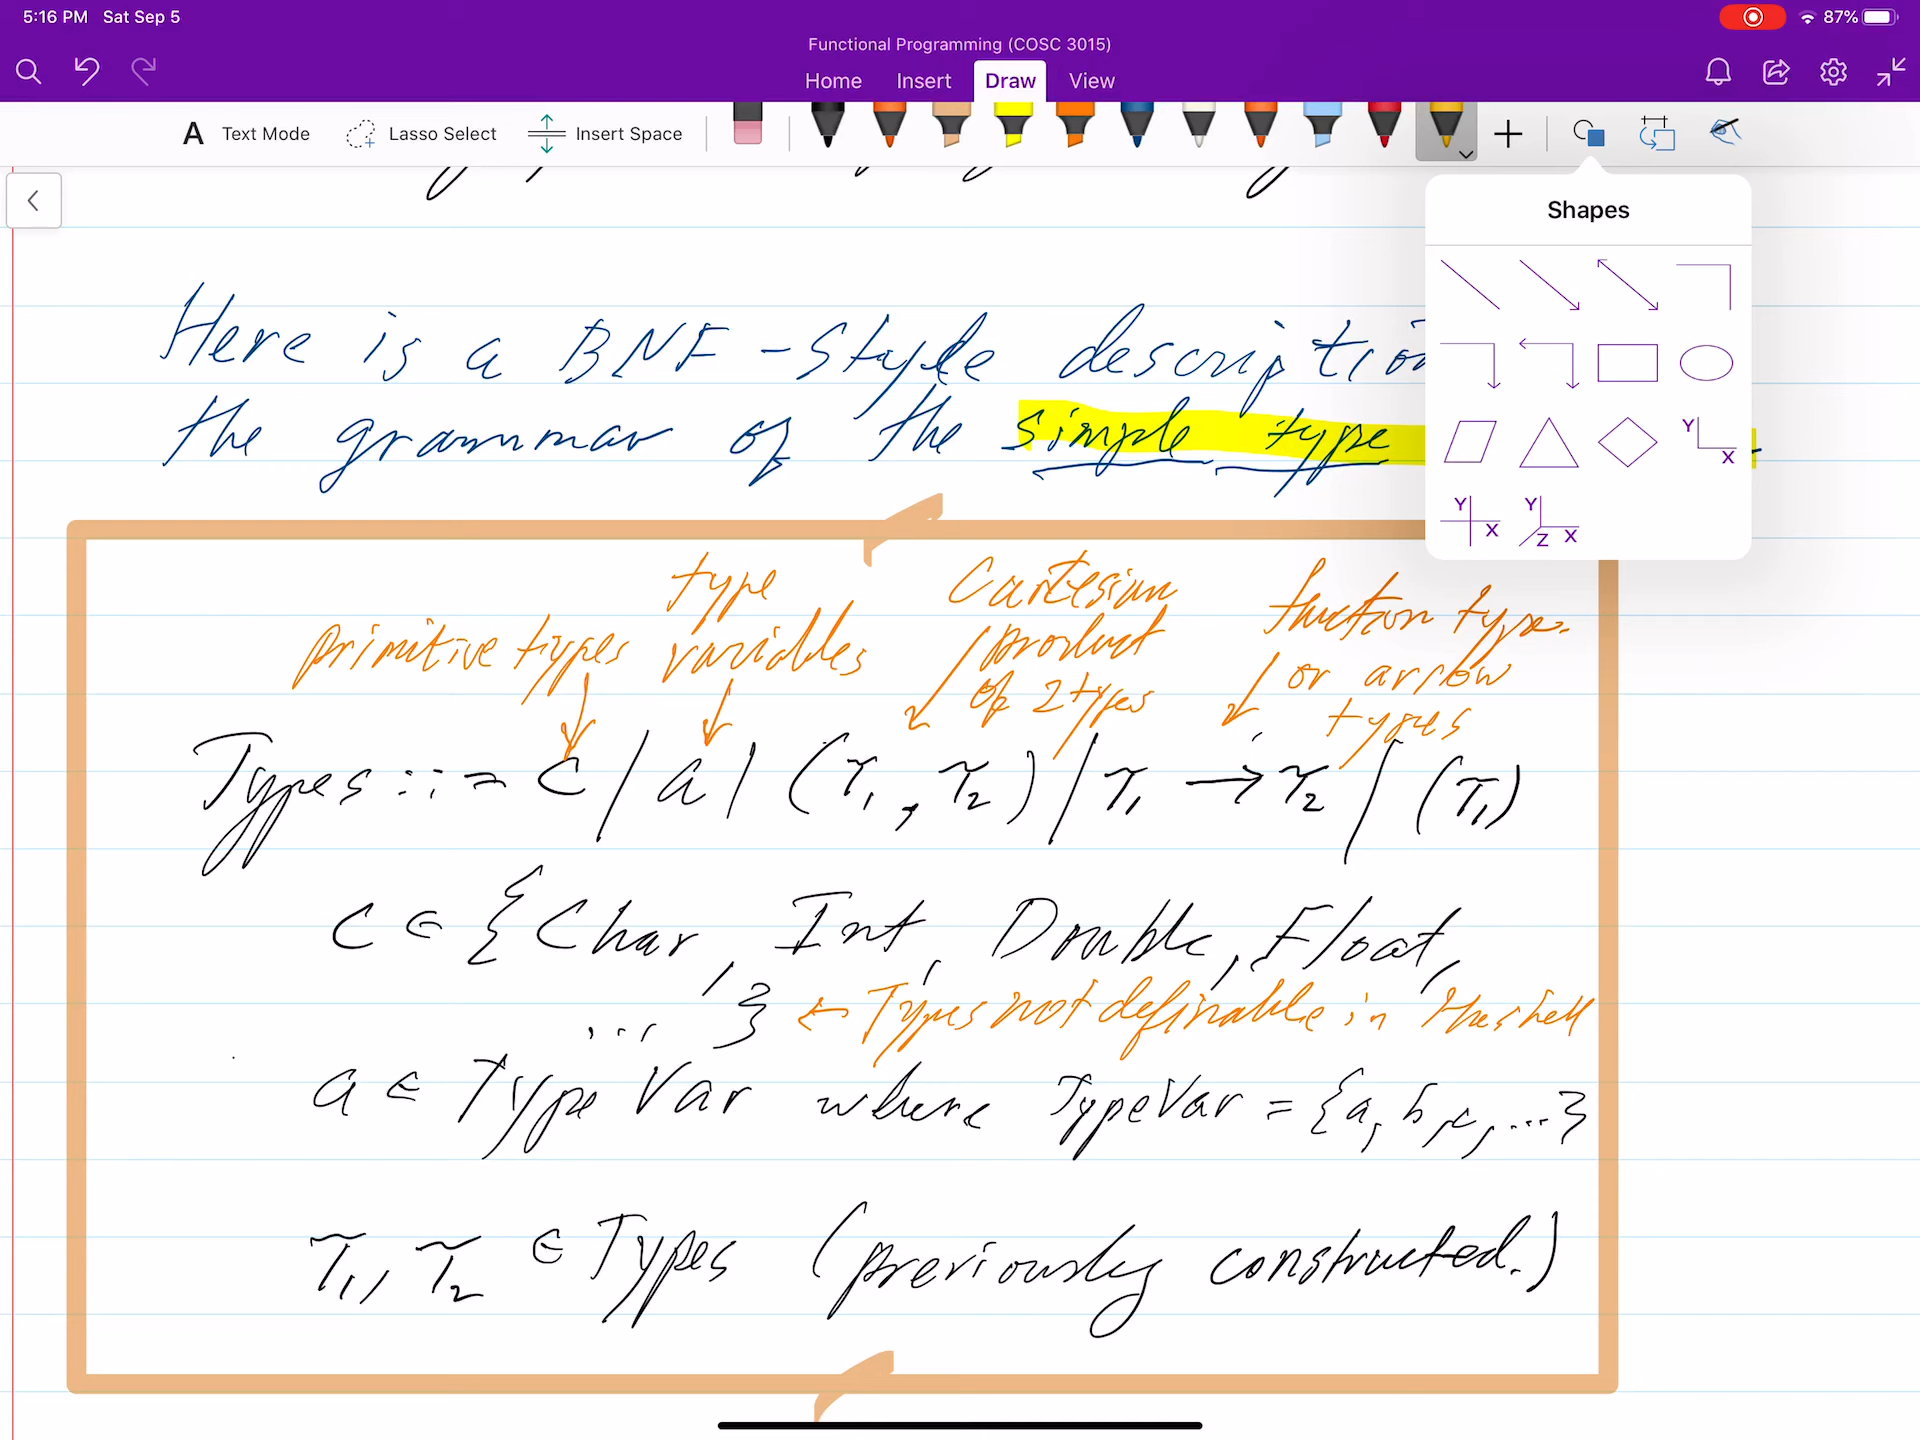 5:16 PM Sat Sep 5
87%
Functional Programming (COSC 3015)
Home Insert Draw View
A Text Mode Lasso Select Insert Space
Shapes
Y X
Y X Y Z X
Here is a BNF-Style description
the grammar of the simple type
type Cartesian function types
primitive types variables product or arrow
of 2 types types
Types ::= c | a | (τ₁, τ₂) | τ₁ → τ₂ | (τ₁)
c ∈ { Char, Int, Double, Float,
... } ← Types not definable in the shell
a ∈ TypeVar where TypeVar = {a, b, c, ...}
τ₁, τ₂ ∈ Types (previously constructed.)